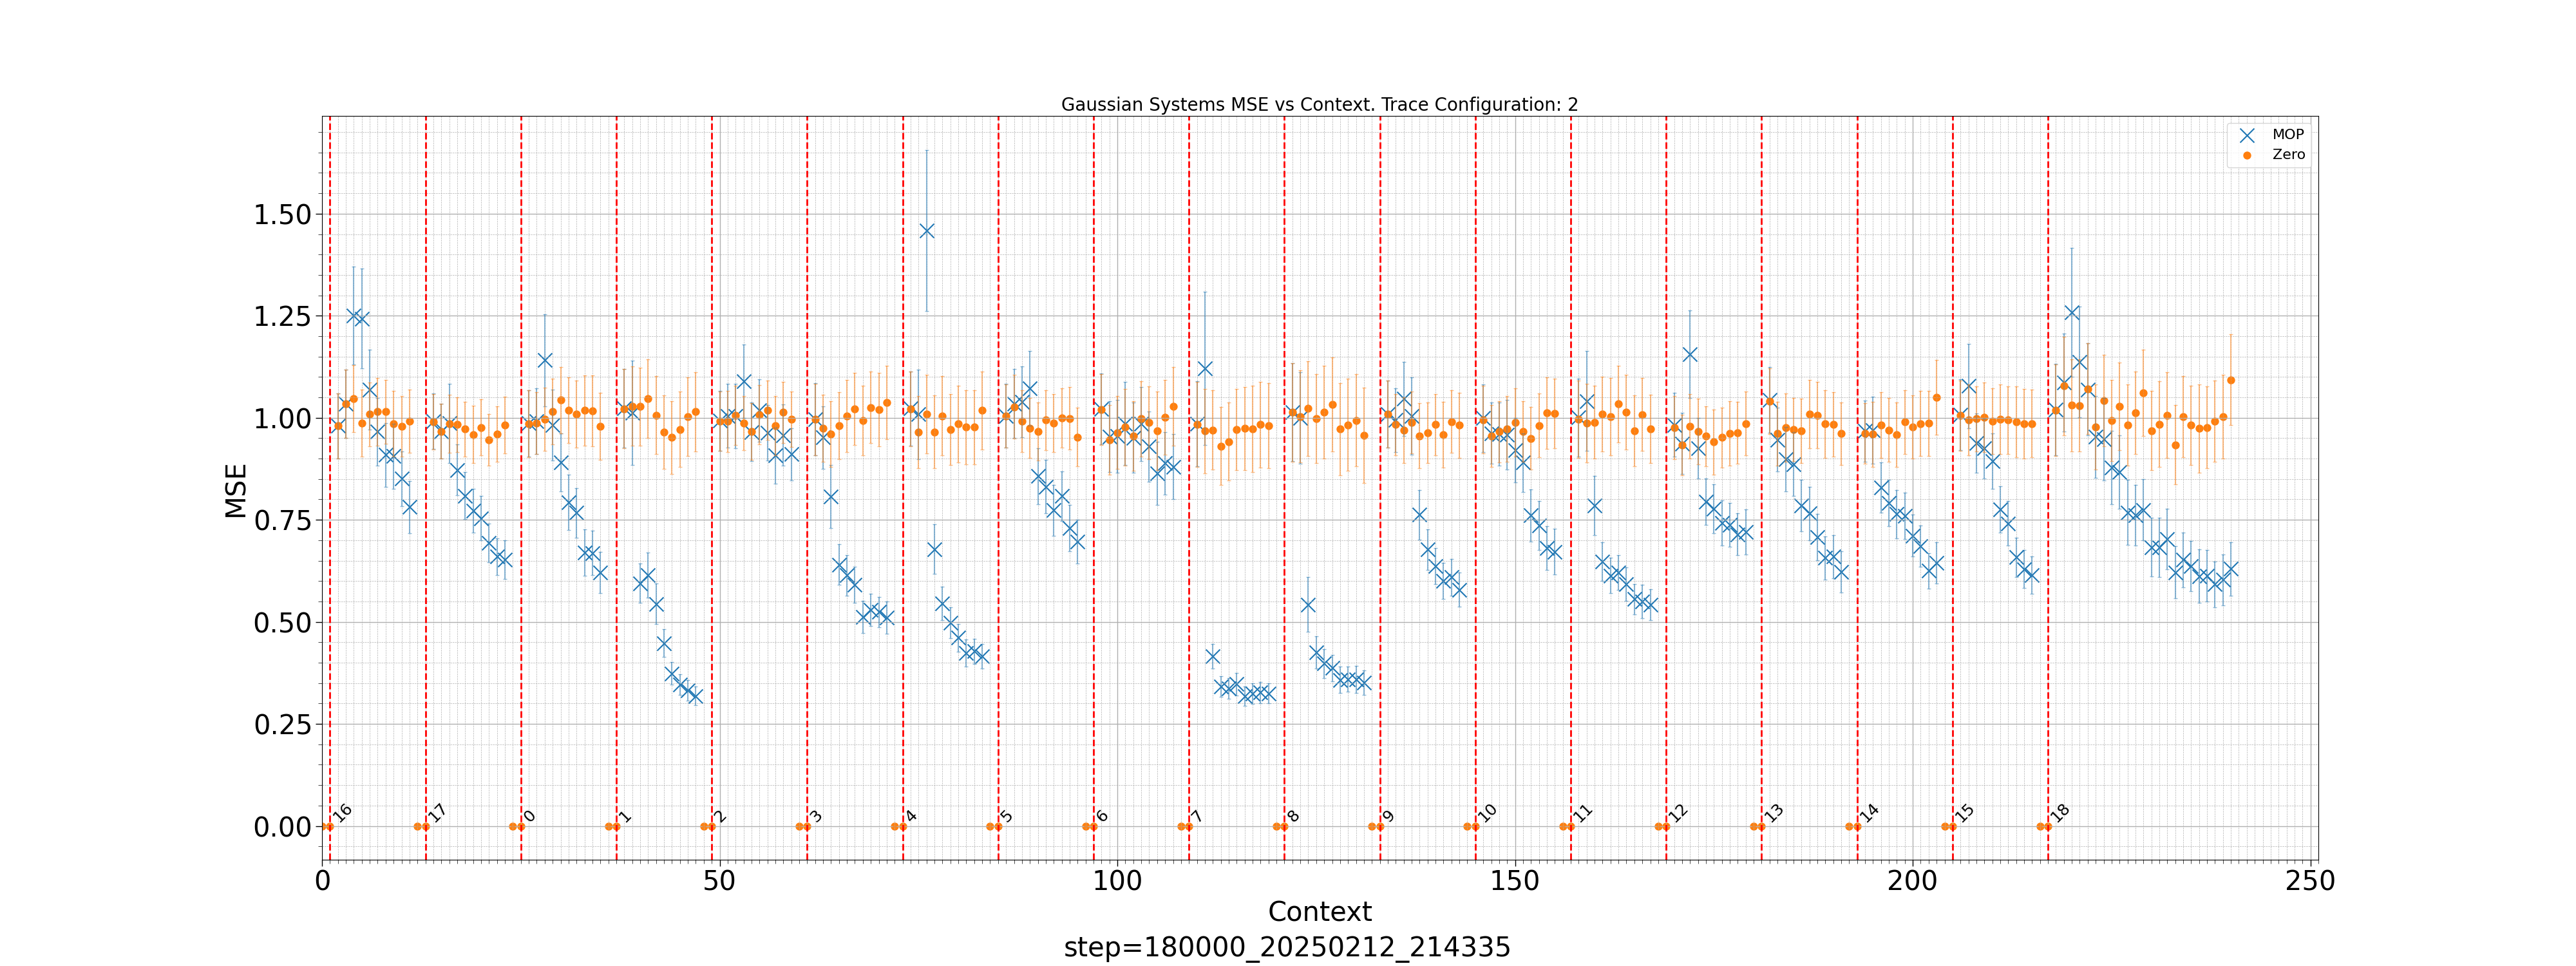 Gaussian Systems MSE vs Context. Trace Configuration: 2
MOP
Zero
1.50
1.25
1.00
0.75
0.50
0.25
0.00
MSE
16 17 0 1 2 3 4 5 6 7 8 9 10 11 12 13 14 15 18
0 50 100 150 200 250
Context
step=180000_20250212_214335